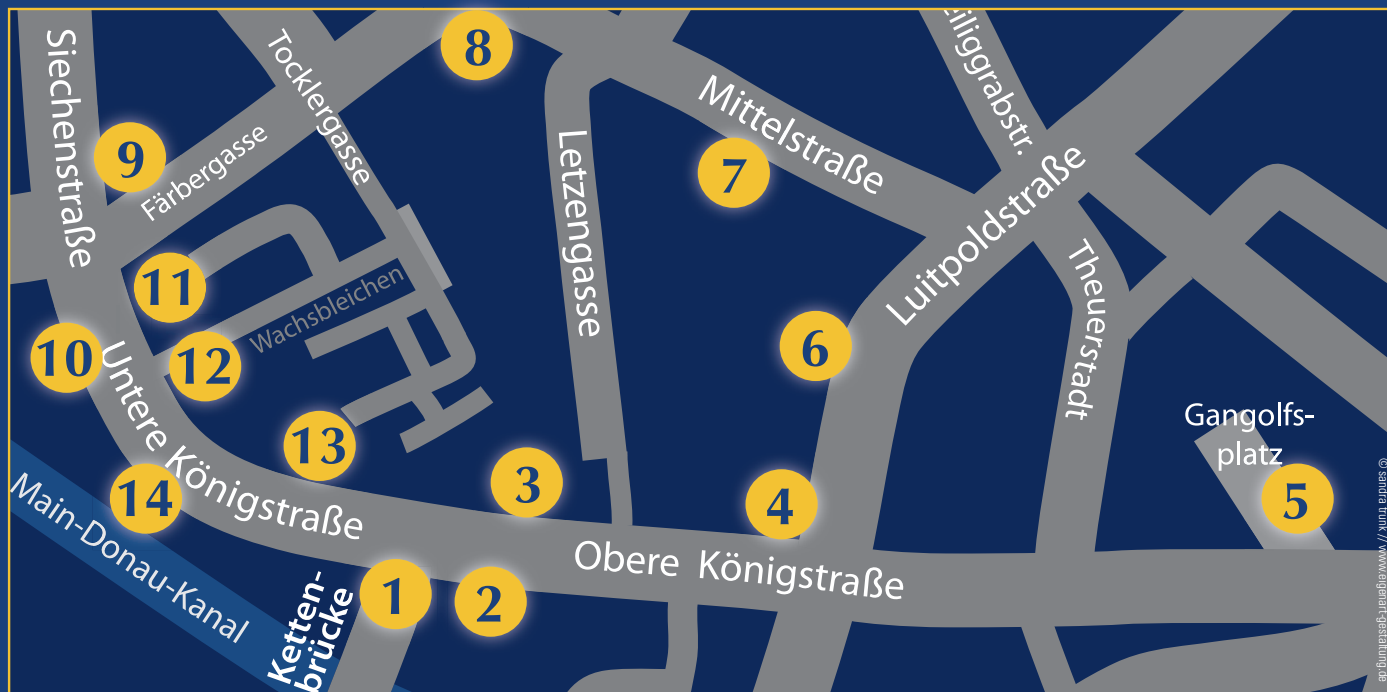 Siechenstraße
Tocklergasse
8
Mittelstraße
eiliggrabstr.
9
Färbergasse
Letzengasse
7
Luitpoldstraße
11
Wachsbleichen
Theuerstadt
6
10
12
Untere Königstraße
13
3
4
Gangolfs-
platz
5
14
Main-Donau-Kanal
Obere Königstraße
Ketten-
brücke
1
2
© sandra trunk // www.eigenart-gestaltung.de